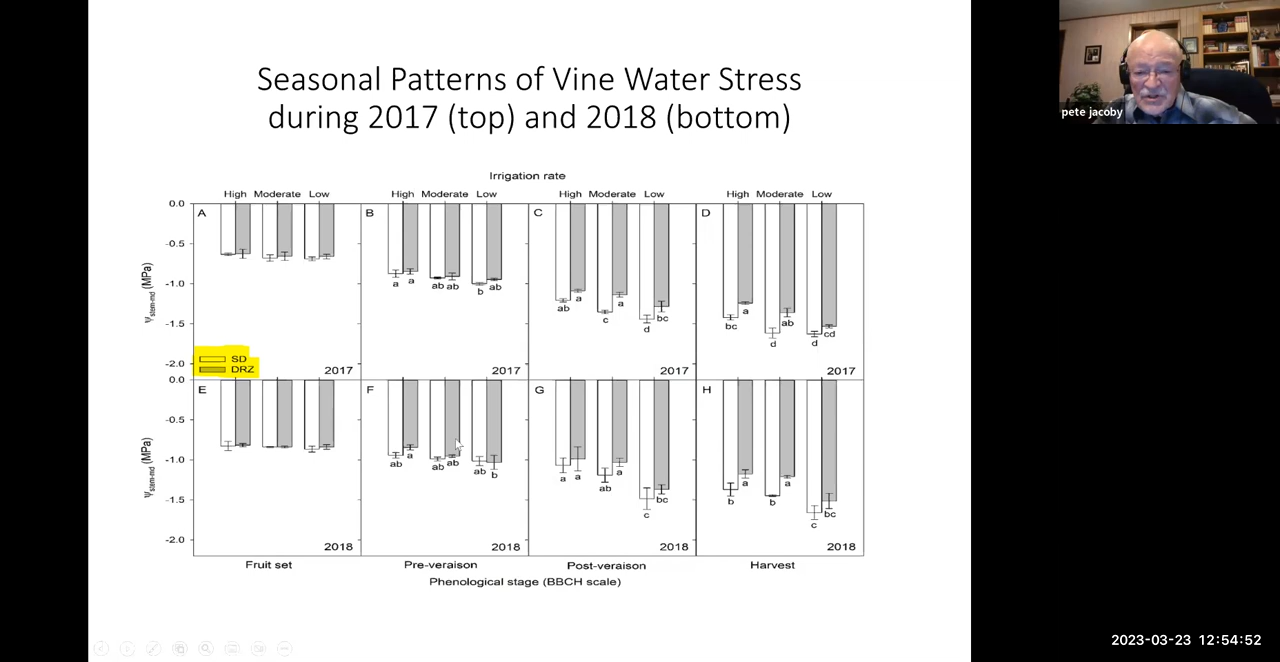 Seasonal Patterns of Vine Water Stress
during 2017 (top) and 2018 (bottom)
pete jacoby
Irrigation rate
High Moderate Low High Moderate Low High Moderate Low High Moderate Low
0.0
-0.5
-1.0
-1.5
-2.0
Ψstem-md (MPa)
A
SD
DRZ
2017
B
a a ab ab b ab
2017
C
ab a c a d bc
2017
D
bc a d ab d cd
2017
0.0
-0.5
-1.0
-1.5
-2.0
Ψstem-md (MPa)
E
2018
F
ab a ab ab ab b
2018
G
a a ab a c bc
2018
H
b a b a c bc
2018
Fruit set Pre-veraison Post-veraison Harvest
Phenological stage (BBCH scale)
2023-03-23 12:54:52